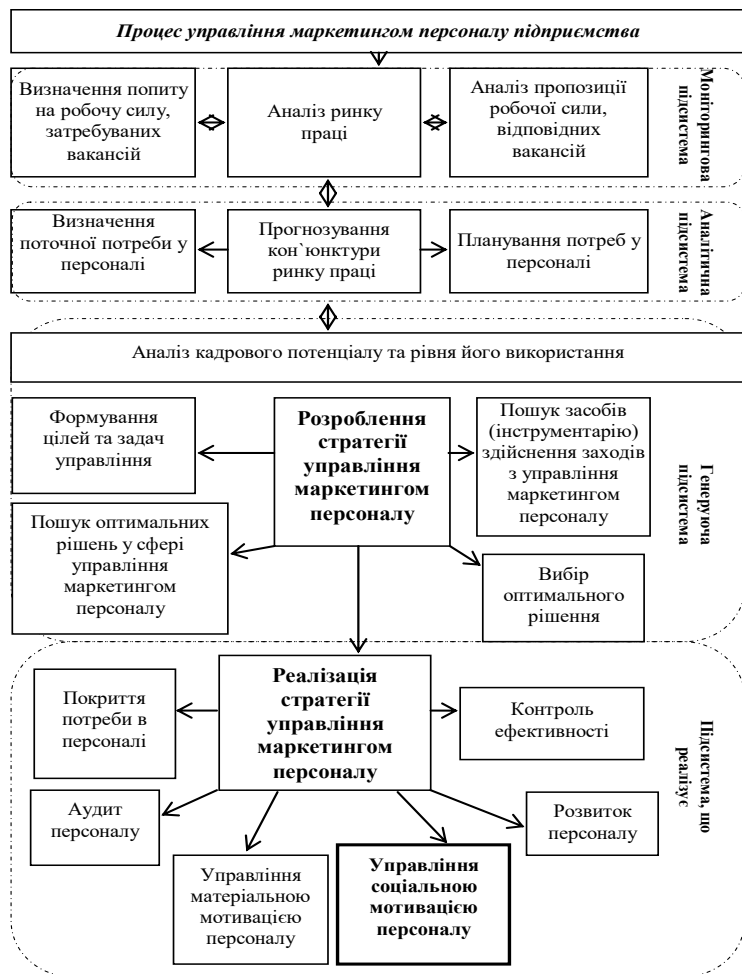 Процес управління маркетингом персоналу підприємства
Визначення попиту
на робочу силу,
затребуваних
вакансій
Аналіз ринку
праці
Аналіз пропозиції
робочої сили,
відповідних
вакансій
Моніторингова
підсистема
Визначення
поточної потреби у
персоналі
Прогнозування
кон`юнктури
ринку праці
Планування потреб у
персоналі
Аналітична
підсистема
Аналіз кадрового потенціалу та рівня його використання
Формування
цілей та задач
управління
Розроблення
стратегії
управління
маркетингом
персоналу
Пошук засобів
(інструментарію)
здійснення заходів
з управління
маркетингом
персоналу
Пошук оптимальних
рішень у сфері
управління
маркетингом
персоналу
Вибір
оптимального
рішення
Генеруюча
підсистема
Покриття
потреби в
персоналі
Реалізація
стратегії
управління
маркетингом
персоналу
Контроль
ефективності
Аудит
персоналу
Розвиток
персоналу
Управління
матеріальною
мотивацією
персоналу
Управління
соціальною
мотивацією
персоналу
Підсистема, що
реалізує